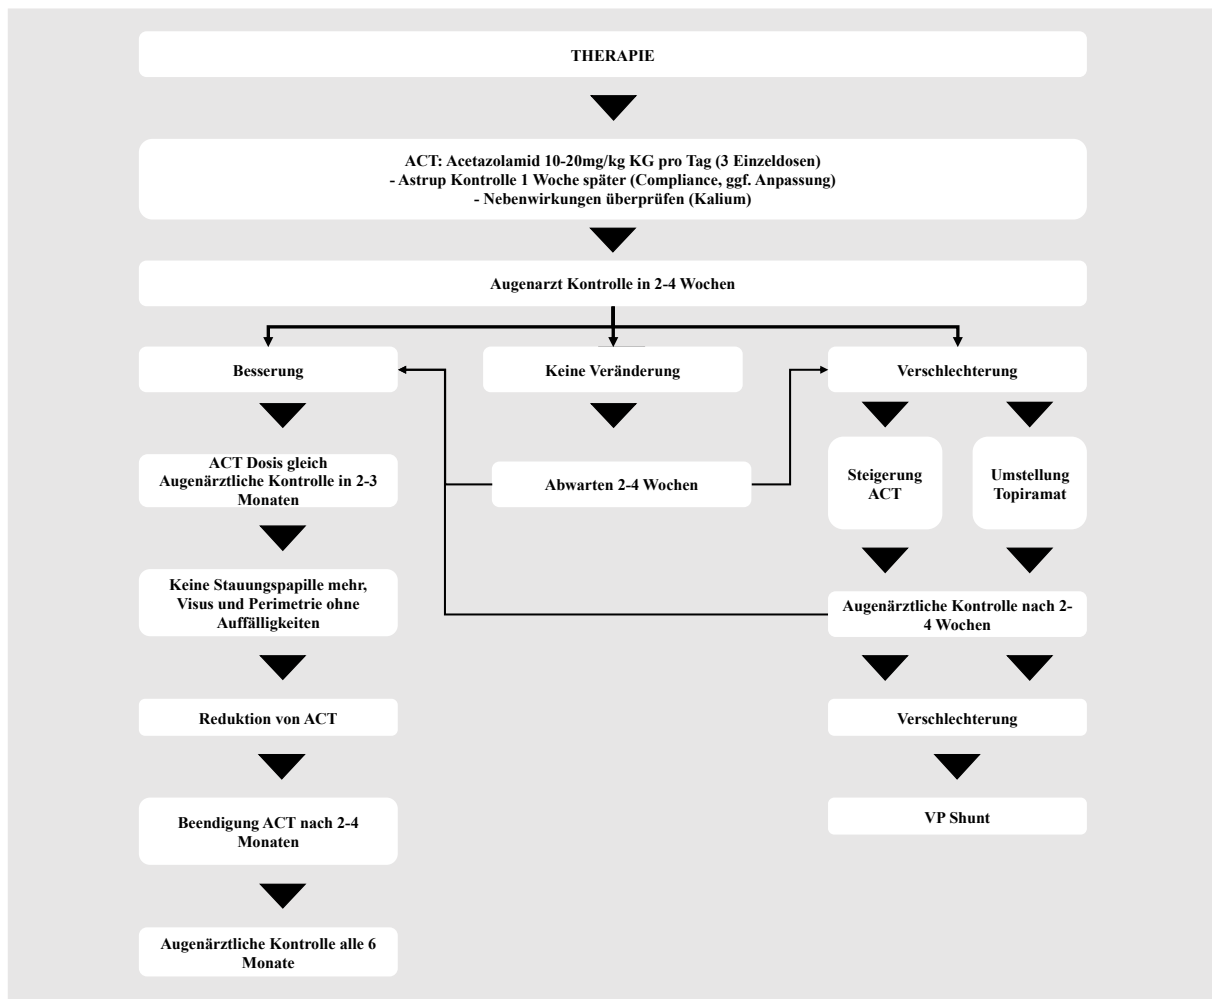 THERAPIE
ACT: Acetazolamid 10-20mg/kg KG pro Tag (3 Einzeldosen)
- Astrup Kontrolle 1 Woche später (Compliance, ggf. Anpassung)
- Nebenwirkungen überprüfen (Kalium)
Augenarzt Kontrolle in 2-4 Wochen
Besserung
Keine Veränderung
Verschlechterung
ACT Dosis gleich
Augenärztliche Kontrolle in 2-3
Monaten
Abwarten 2-4 Wochen
Steigerung
ACT
Umstellung
Topiramat
Keine Stauungspapille mehr,
Visus und Perimetrie ohne
Auffälligkeiten
Augenärztliche Kontrolle nach 2-
4 Wochen
Reduktion von ACT
Verschlechterung
Beendigung ACT nach 2-4
Monaten
VP Shunt
Augenärztliche Kontrolle alle 6
Monate